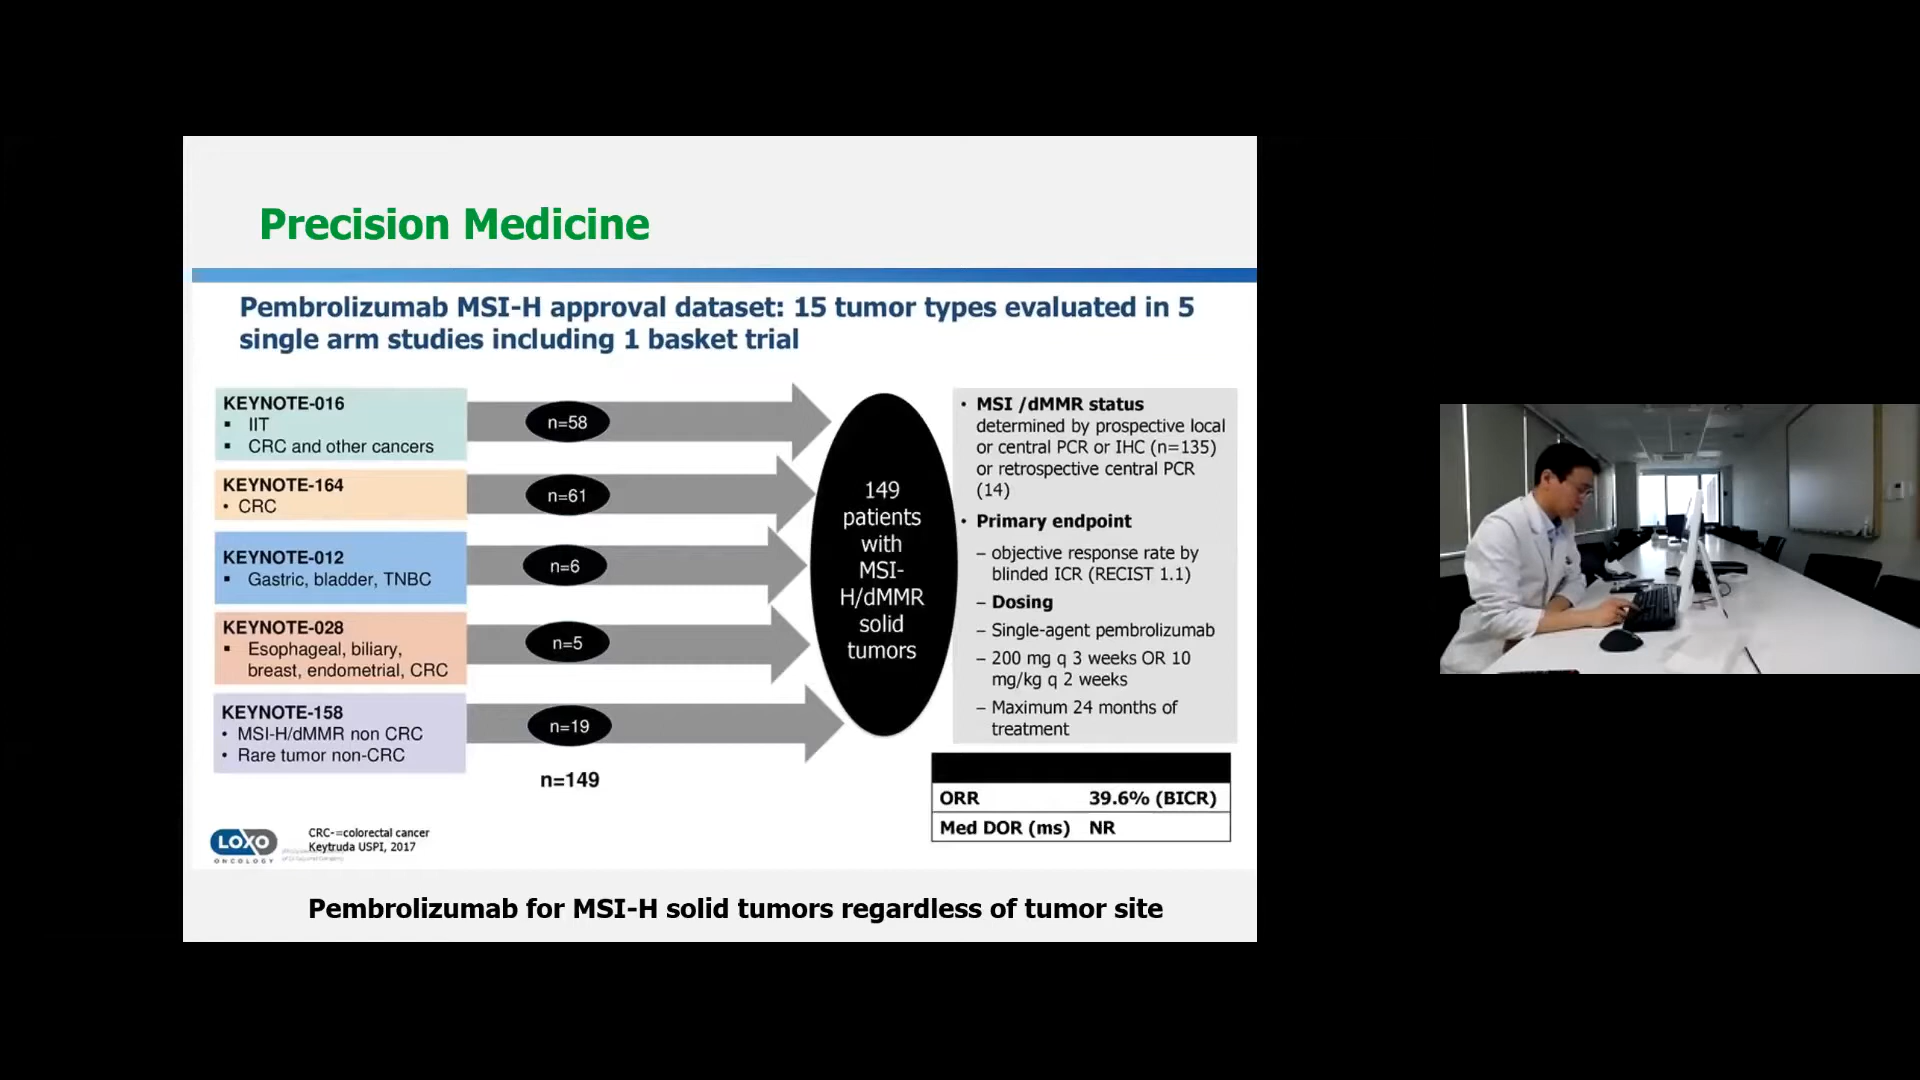 Precision Medicine
Pembrolizumab MSI-H approval dataset: 15 tumor types evaluated in 5
single arm studies including 1 basket trial
KEYNOTE-016
▪ IIT
▪ CRC and other cancers
n=58
KEYNOTE-164
• CRC
n=61
KEYNOTE-012
▪ Gastric, bladder, TNBC
n=6
KEYNOTE-028
▪ Esophageal, biliary,
breast, endometrial, CRC
n=5
KEYNOTE-158
• MSI-H/dMMR non CRC
• Rare tumor non-CRC
n=19
n=149
149
patients
with
MSI-
H/dMMR
solid
tumors
• MSI /dMMR status
determined by prospective local
or central PCR or IHC (n=135)
or retrospective central PCR
(14)
• Primary endpoint
– objective response rate by
blinded ICR (RECIST 1.1)
– Dosing
– Single-agent pembrolizumab
– 200 mg q 3 weeks OR 10
mg/kg q 2 weeks
– Maximum 24 months of
treatment
ORR 39.6% (BICR)
Med DOR (ms) NR
LOXO
ONCOLOGY
CRC-=colorectal cancer
Keytruda USPI, 2017
Pembrolizumab for MSI-H solid tumors regardless of tumor site